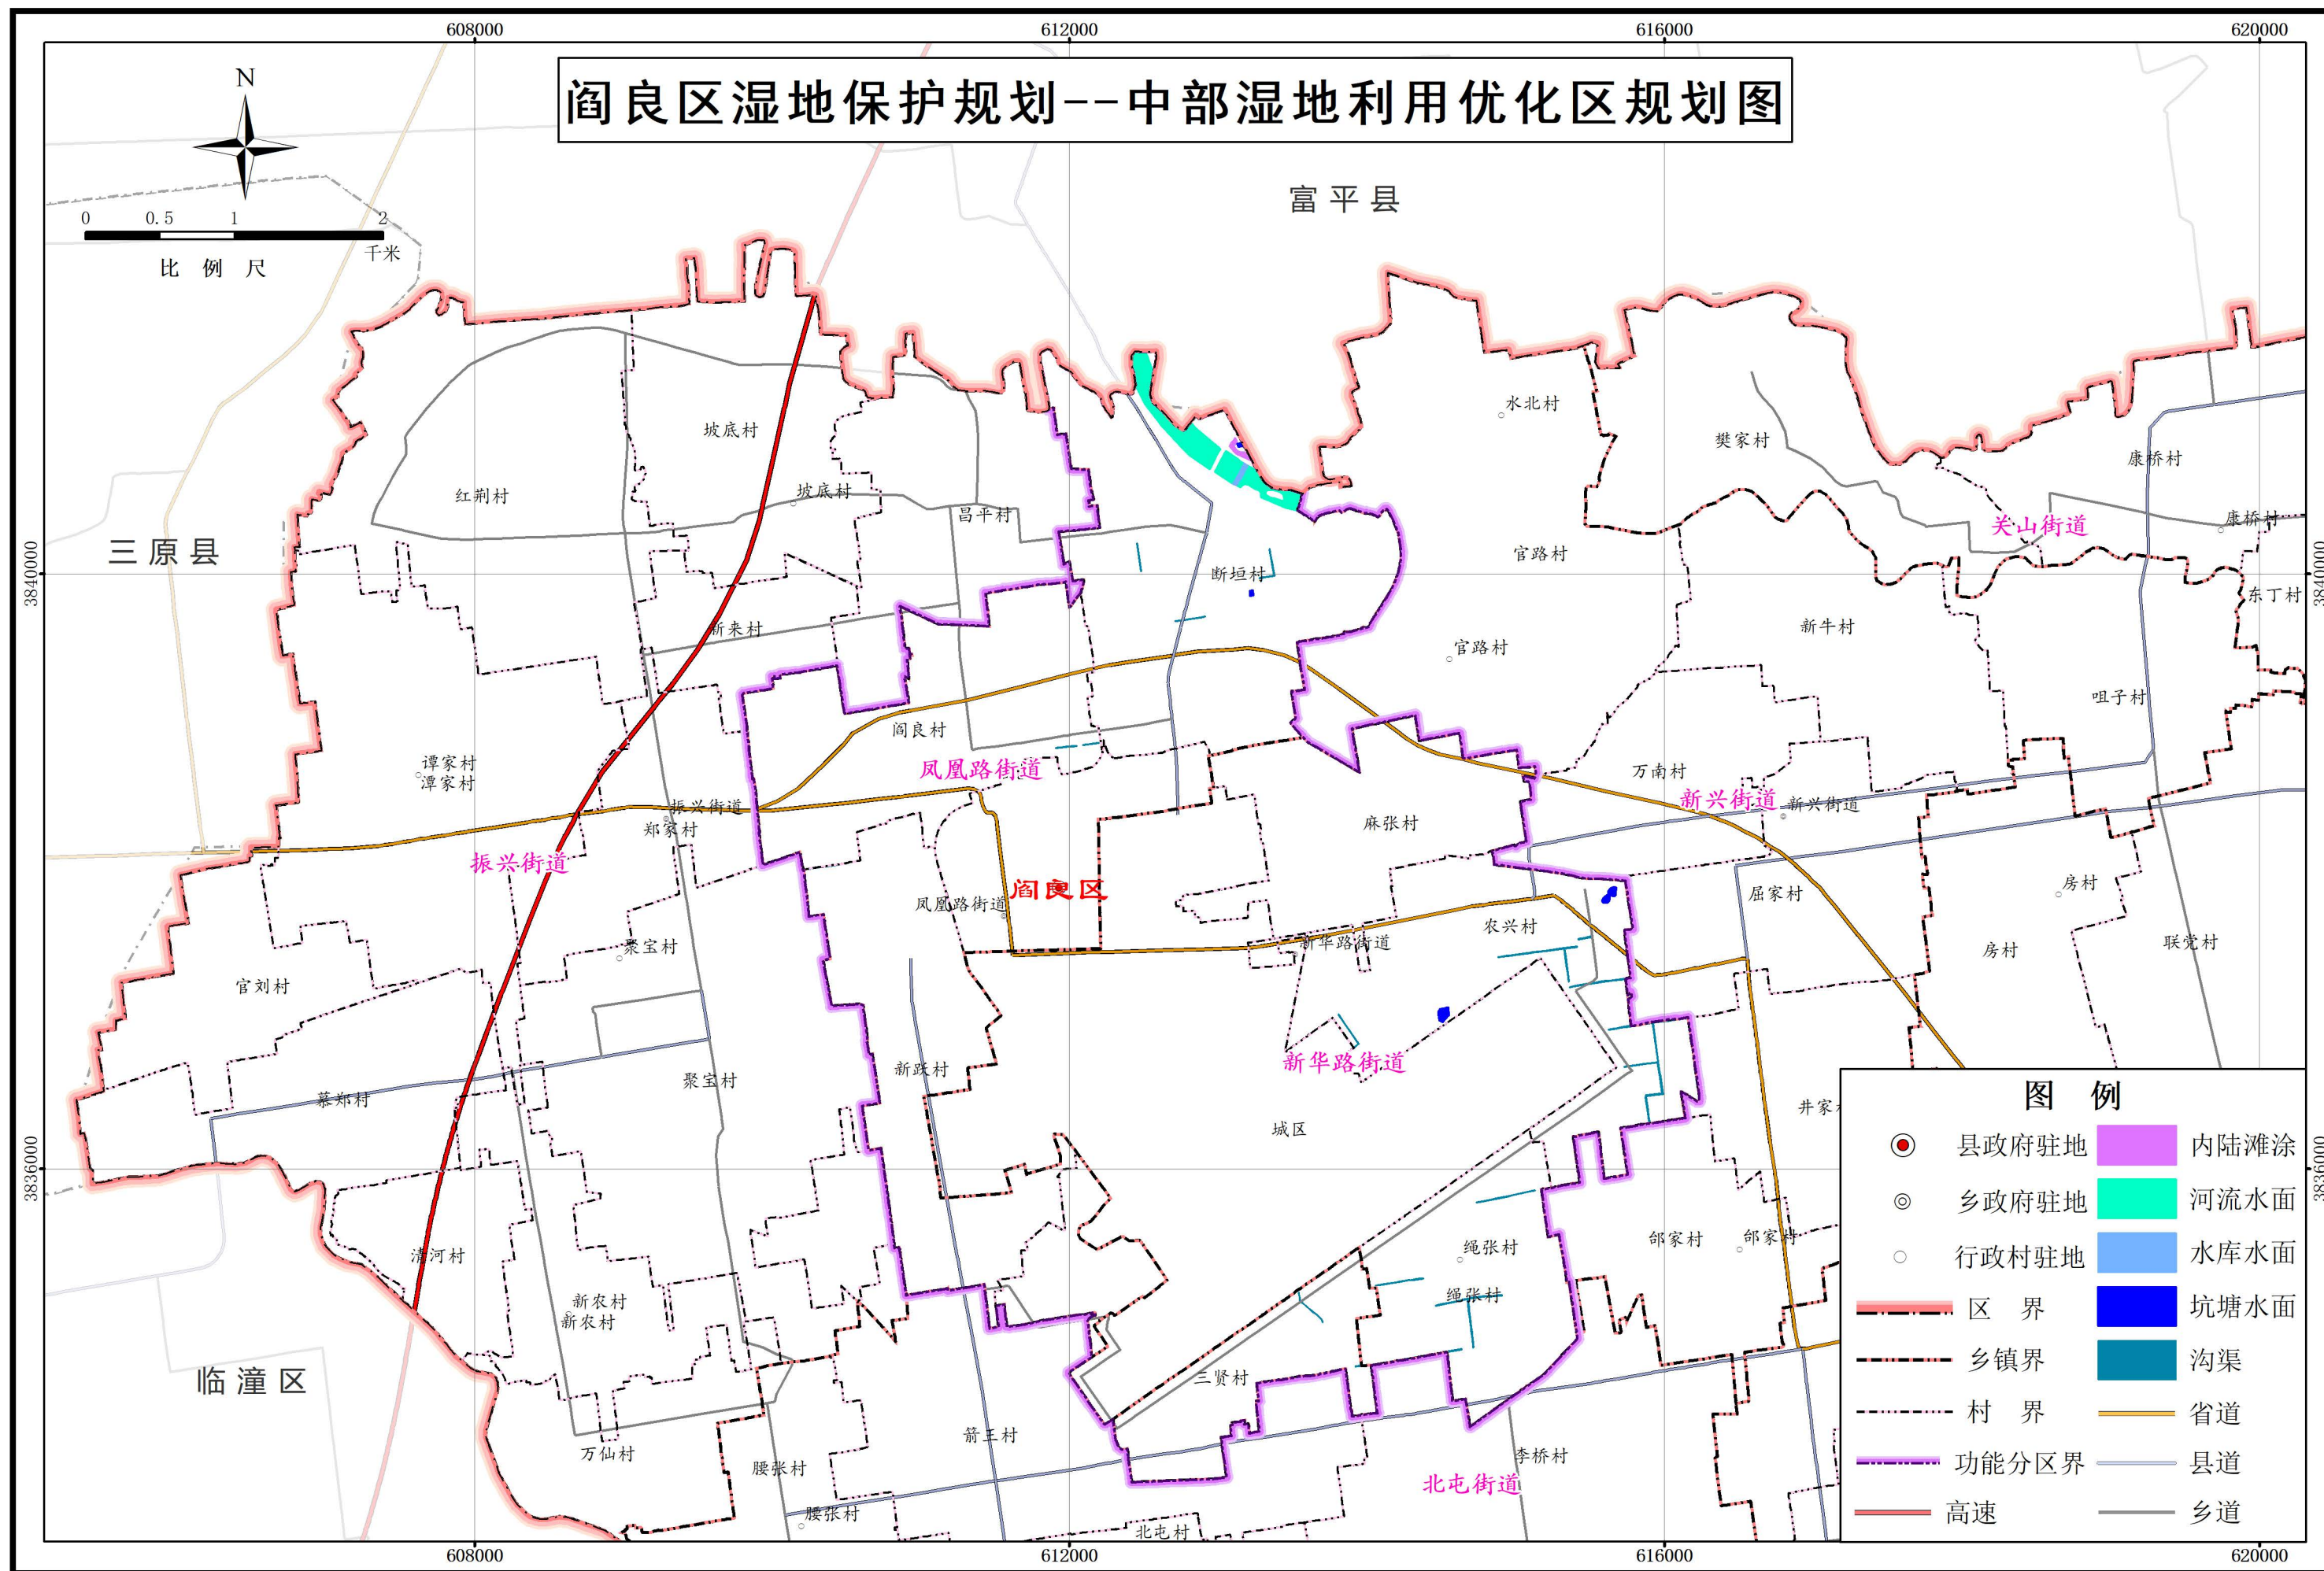 608000
612000
616000
620000
阎良区湿地保护规划--中部湿地利用优化区规划图
N
0 0.5 1 2
千米
比 例 尺
富平县
三原县
临潼区
3840000
3840000
3836000
3836000
水北村
樊家村
康桥村
康桥村
关山街道
坡底村
坡底村
红荆村
昌平村
断垣村
官路村
官路村
东丁村
新牛村
新来村
咀子村
阎良村
凤凰路街道
谭家村
潭家村
万南村
新兴街道
新兴街道
振兴街道
郑家村
振兴街道
麻张村
阎良区
凤凰路街道
屈家村
房村
房村
联党村
农兴村
新华路街道
聚宝村
官刘村
新华路街道
新跃村
聚宝村
慕郑村
城区
井家
清河村
绳张村
绳张村
邰家村
邰家村
新农村
新农村
三贤村
箭王村
万仙村
腰张村
腰张村
李桥村
北屯街道
北屯村
图 例
县政府驻地
内陆滩涂
乡政府驻地
河流水面
行政村驻地
水库水面
区 界
坑塘水面
乡镇界
沟渠
村 界
省道
功能分区界
县道
高速
乡道
608000
612000
616000
620000